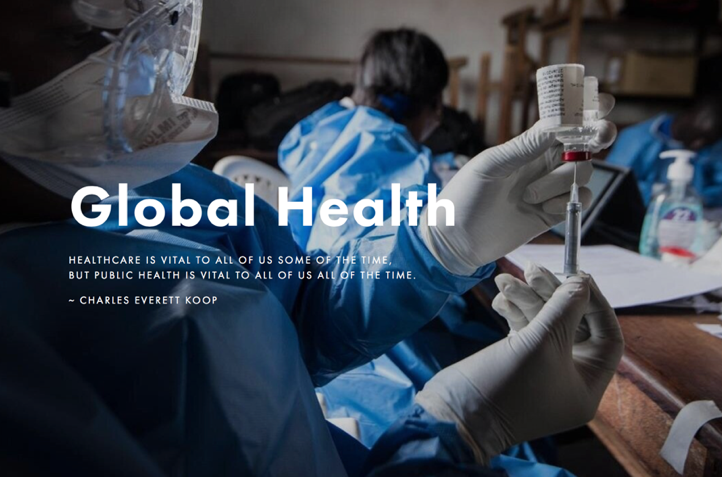 Global Health
HEALTHCARE IS VITAL TO ALL OF US SOME OF THE TIME,
BUT PUBLIC HEALTH IS VITAL TO ALL OF US ALL OF THE TIME.
~ CHARLES EVERETT KOOP